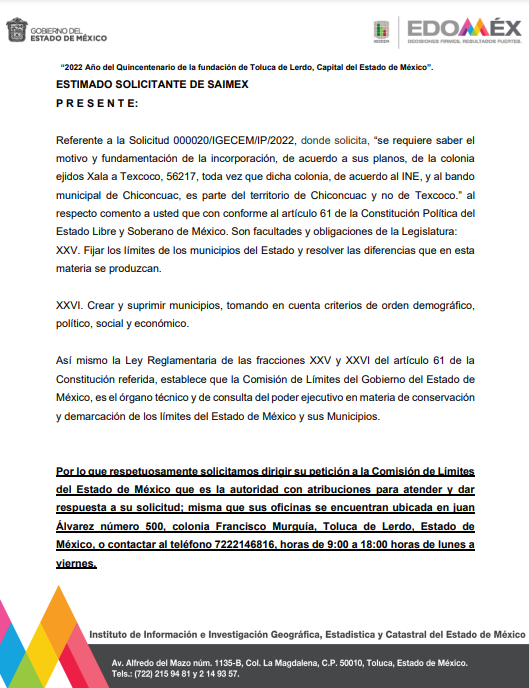 GOBIERNO DEL
ESTADO DE MÉXICO
EDOMÉX
DECISIONES FIRMES, RESULTADOS FUERTES.
“2022 Año del Quincentenario de la fundación de Toluca de Lerdo, Capital del Estado de México”.
ESTIMADO SOLICITANTE DE SAIMEX
P R E S E N T E:
Referente a la Solicitud 000020/IGECEM/IP/2022, donde solicita, “se requiere saber el
motivo y fundamentación de la incorporación, de acuerdo a sus planos, de la colonia
ejidos Xala a Texcoco, 56217, toda vez que dicha colonia, de acuerdo al INE, y al bando
municipal de Chiconcuac, es parte del territorio de Chiconcuac y no de Texcoco.” al
respecto comento a usted que con conforme al artículo 61 de la Constitución Política del
Estado Libre y Soberano de México. Son facultades y obligaciones de la Legislatura:
XXV. Fijar los límites de los municipios del Estado y resolver las diferencias que en esta
materia se produzcan.
XXVI. Crear y suprimir municipios, tomando en cuenta criterios de orden demográfico,
político, social y económico.
Así mismo la Ley Reglamentaria de las fracciones XXV y XXVI del artículo 61 de la
Constitución referida, establece que la Comisión de Límites del Gobierno del Estado de
México, es el órgano técnico y de consulta del poder ejecutivo en materia de conservación
y demarcación de los límites del Estado de México y sus Municipios.
Por lo que respetuosamente solicitamos dirigir su petición a la Comisión de Límites
del Estado de México que es la autoridad con atribuciones para atender y dar
respuesta a su solicitud; misma que sus oficinas se encuentran ubicada en juan
Álvarez número 500, colonia Francisco Murguía, Toluca de Lerdo, Estado de
México, o contactar al teléfono 7222146816, horas de 9:00 a 18:00 horas de lunes a
viernes.
Instituto de Información e Investigación Geográfica, Estadística y Catastral del Estado de México
Av. Alfredo del Mazo núm. 1135-B, Col. La Magdalena, C.P. 50010, Toluca, Estado de México.
Tels.: (722) 215 94 81 y 2 14 93 57.